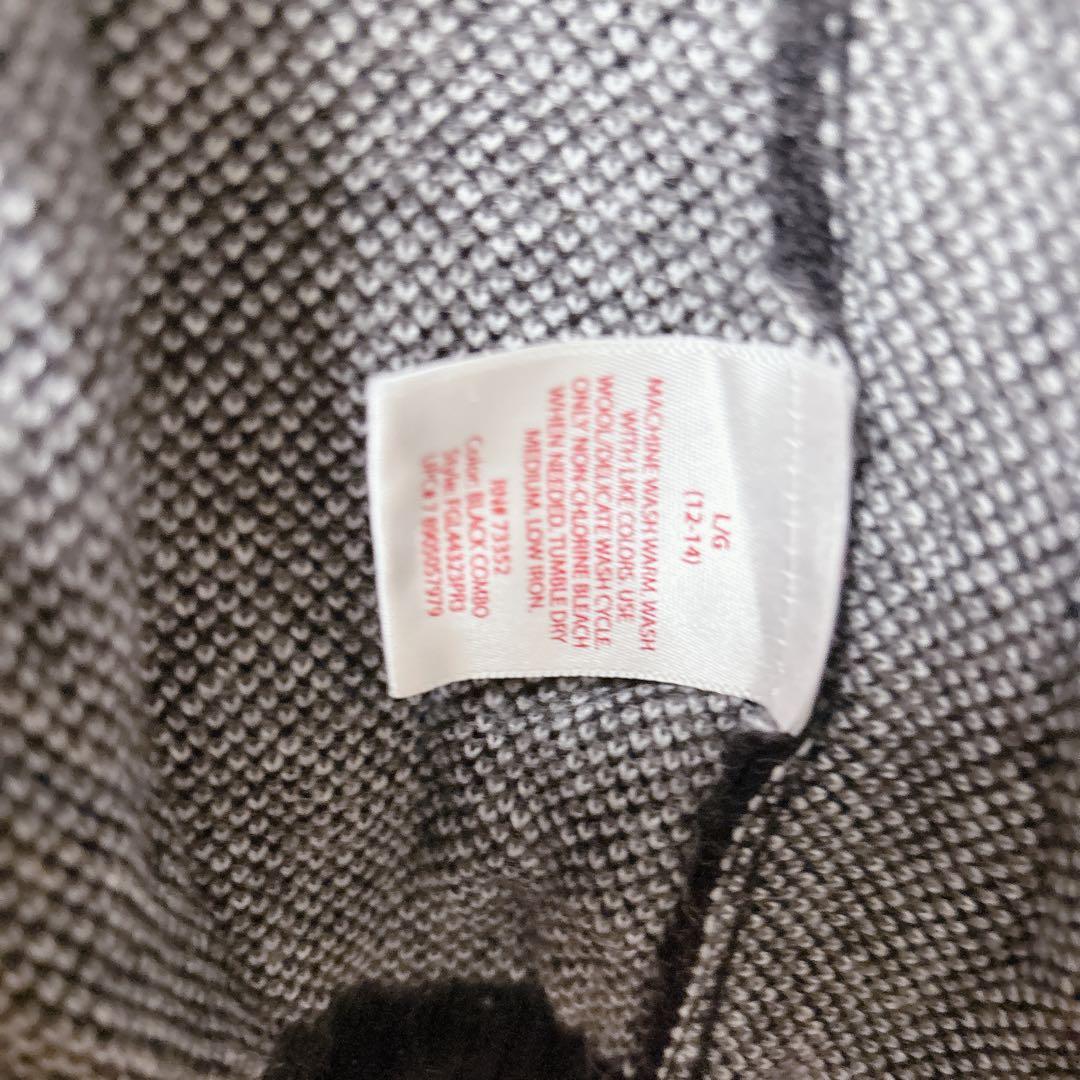 L/G
(12-14)
MACHINE WASH WARM, WASH
WITH LIKE COLORS. USE
WOOL/DELICATE WASH CYCLE.
ONLY NON-CHLORINE BLEACH
WHEN NEEDED. TUMBLE DRY
MEDIUM. LOW IRON.
RN# 7352
Color: BLACK COMBO
Style:
UPC#